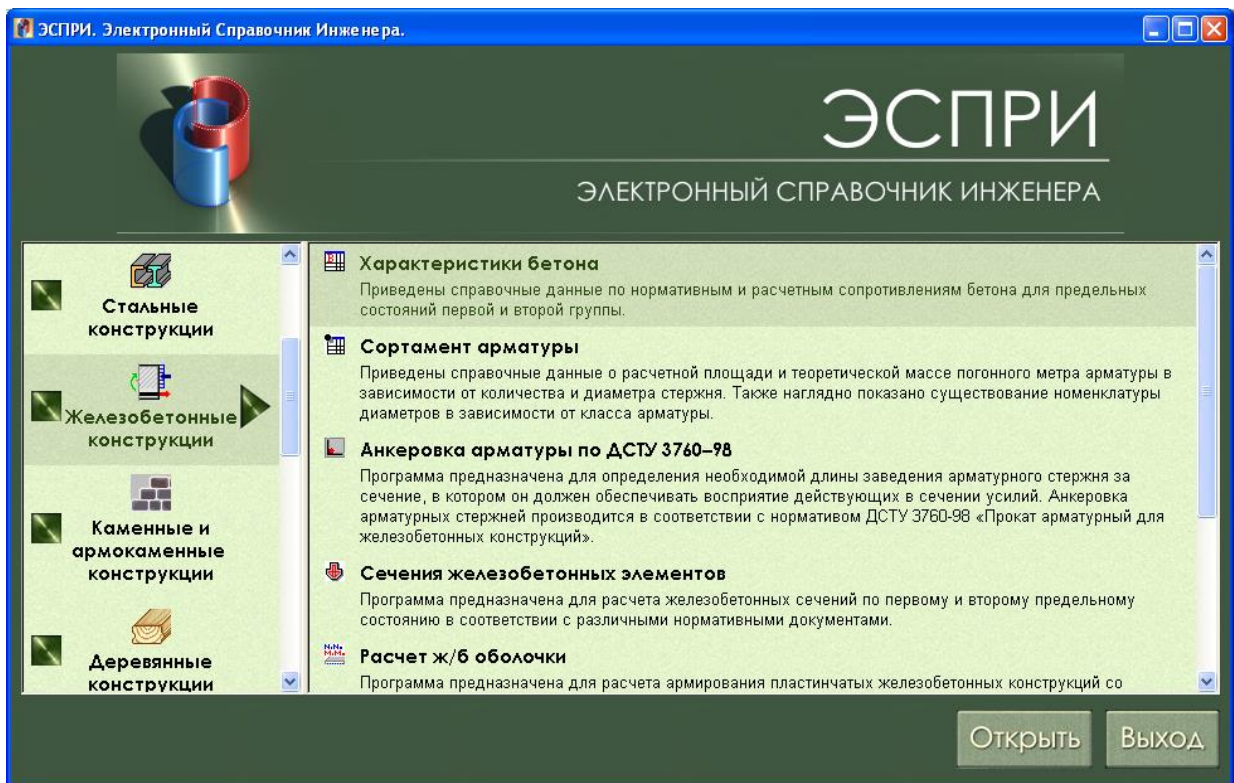 ЭСПРИ. Электронный Справочник Инженера.
ЭСПРИ
ЭЛЕКТРОННЫЙ СПРАВОЧНИК ИНЖЕНЕРА
Стальные
конструкции
Железобетонные
конструкции
Каменные и
армокаменные
конструкции
Деревянные
конструкции
Характеристики бетона
Приведены справочные данные по нормативным и расчетным сопротивлениям бетона для предельных
состояний первой и второй группы.
Сортамент арматуры
Приведены справочные данные о расчетной площади и теоретической массе погонного метра арматуры в
зависимости от количества и диаметра стержня. Также наглядно показано существование номенклатуры
диаметров в зависимости от класса арматуры.
Анкеровка арматуры по ДСТУ 3760–98
Программа предназначена для определения необходимой длины заведения арматурного стержня за
сечение, в котором он должен обеспечивать восприятие действующих в сечении усилий. Анкеровка
арматурных стержней производится в соответствии с нормативом ДСТУ 3760-98 «Прокат арматурный для
железобетонных конструкций».
Сечения железобетонных элементов
Программа предназначена для расчета железобетонных сечений по первому и второму предельному
состоянию в соответствии с различными нормативными документами.
Расчет ж/б оболочки
Программа предназначена для расчета армирования пластинчатых железобетонных конструкций со
Открыть
Выход